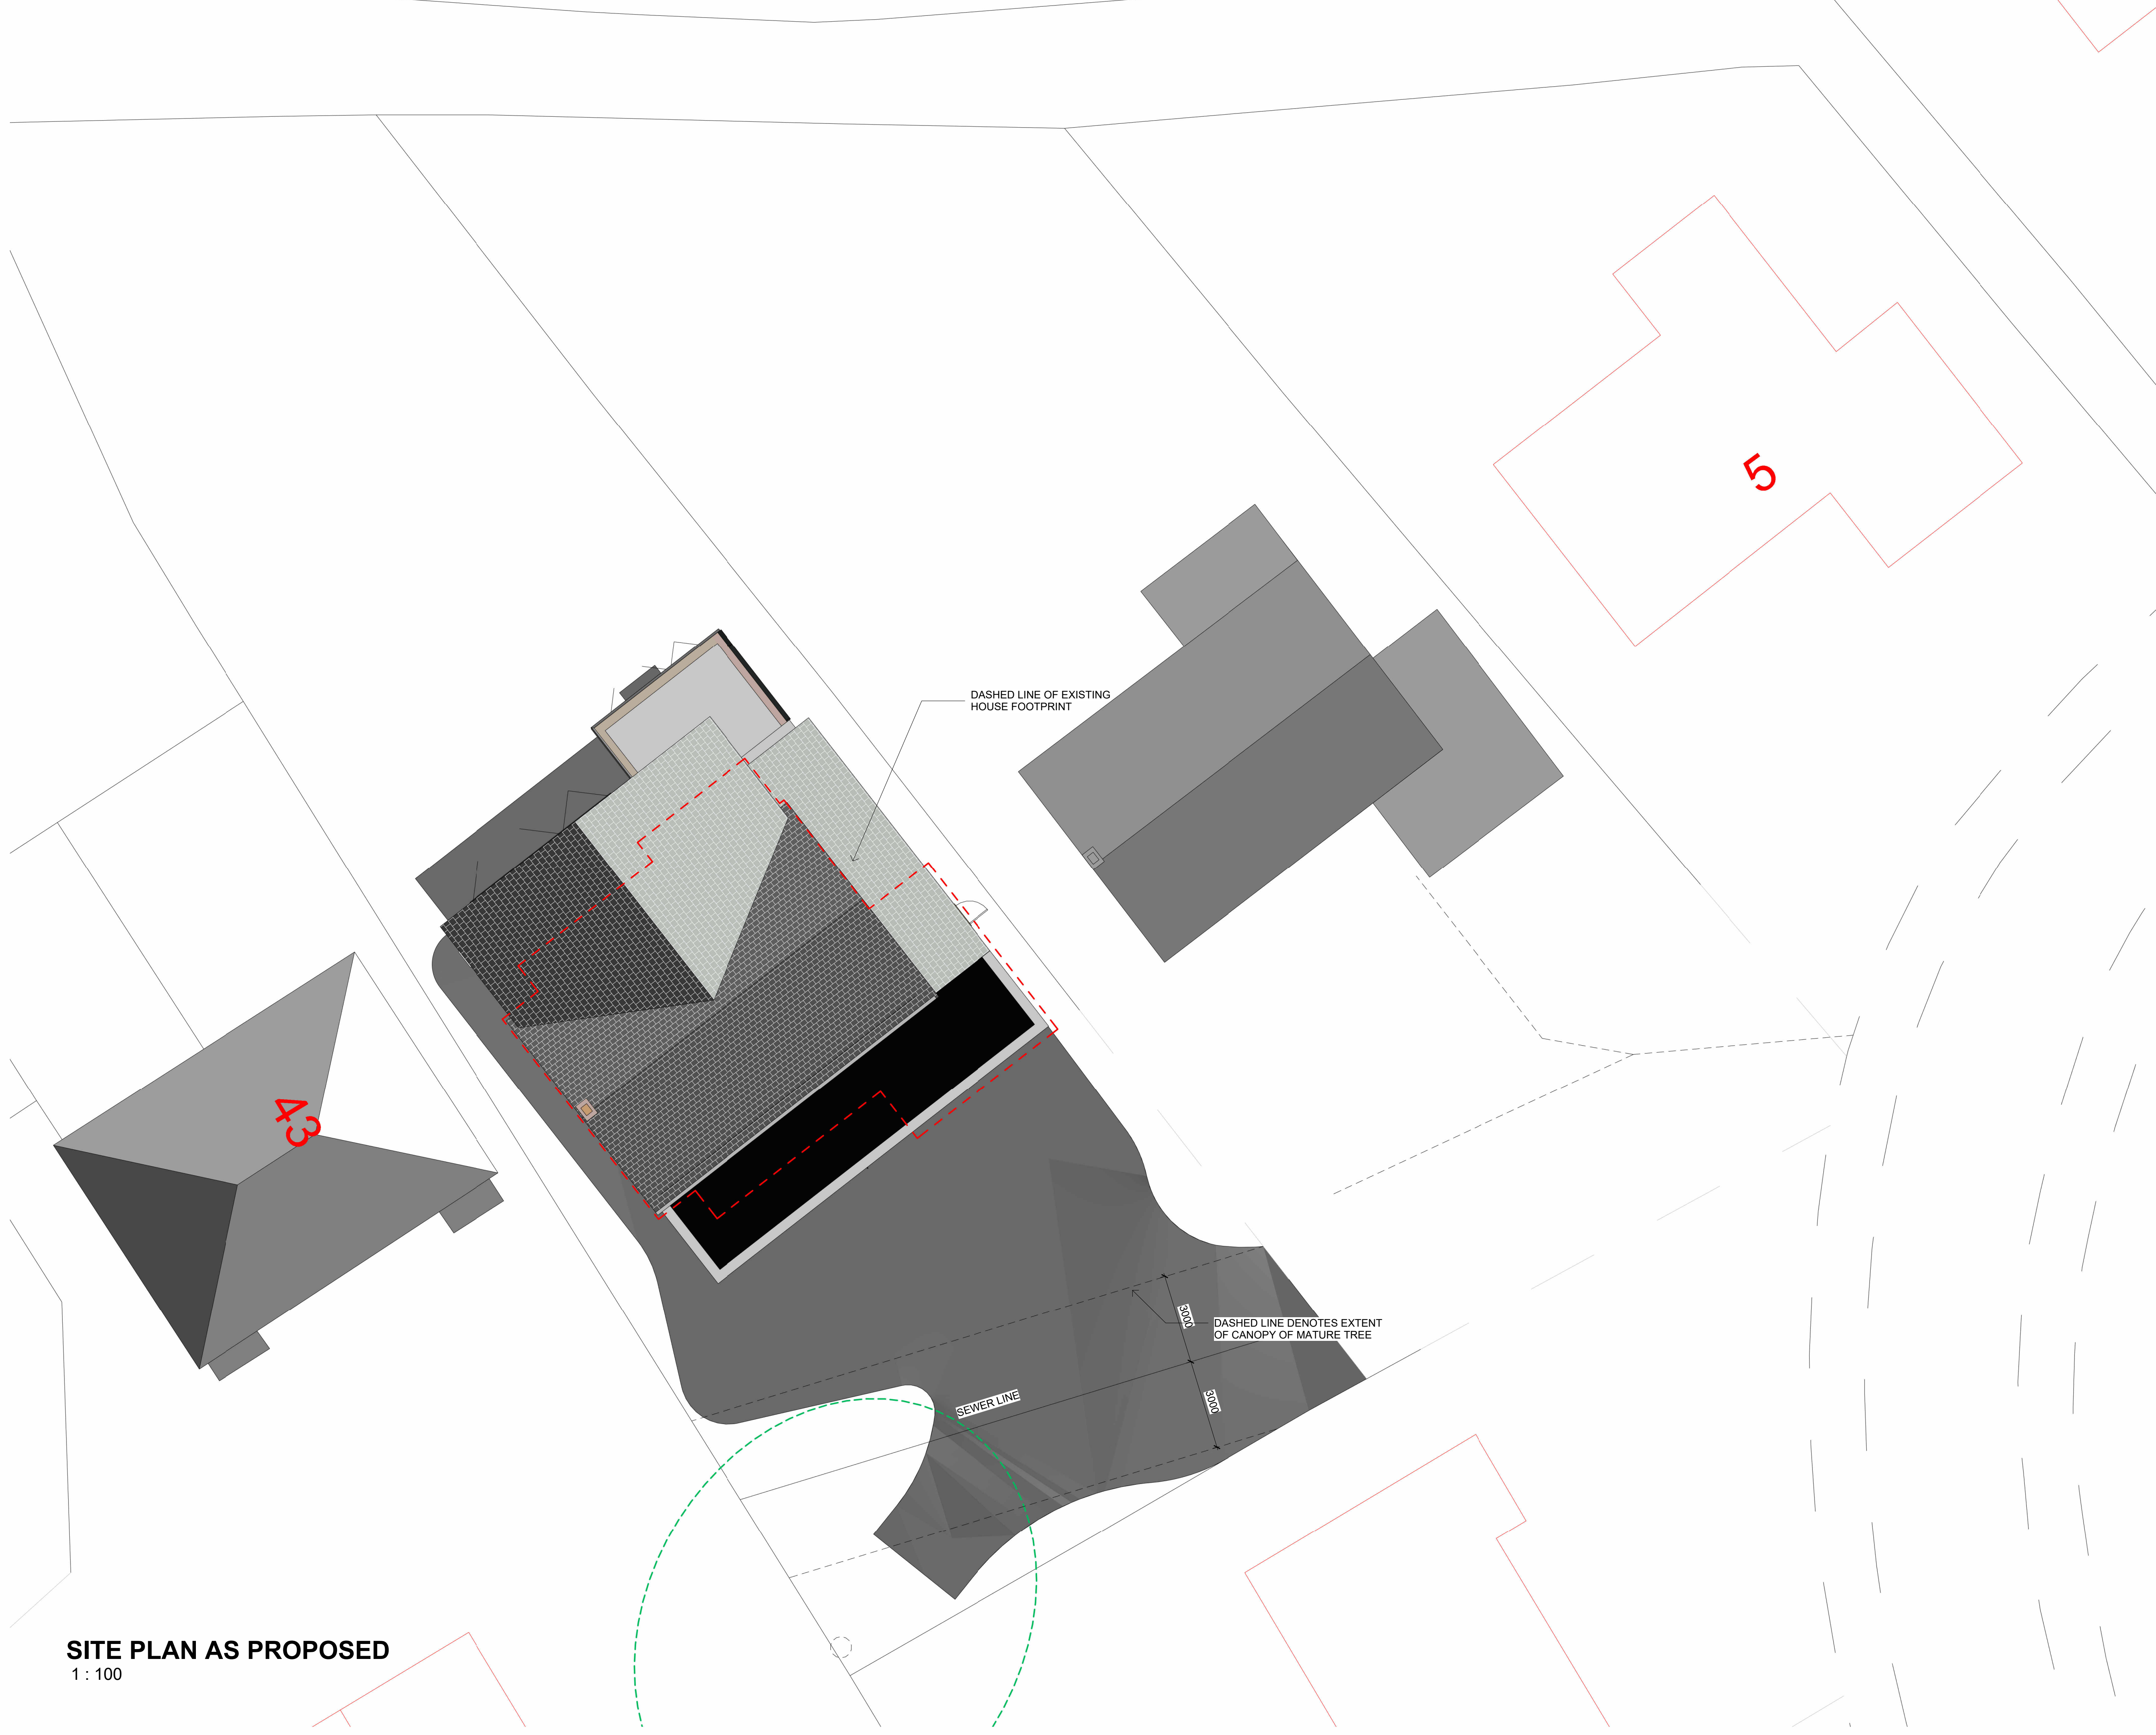 5
DASHED LINE OF EXISTING
HOUSE FOOTPRINT
43
3000
DASHED LINE DENOTES EXTENT
OF CANOPY OF MATURE TREE
SEWER LINE
3000
SITE PLAN AS PROPOSED
1 : 100